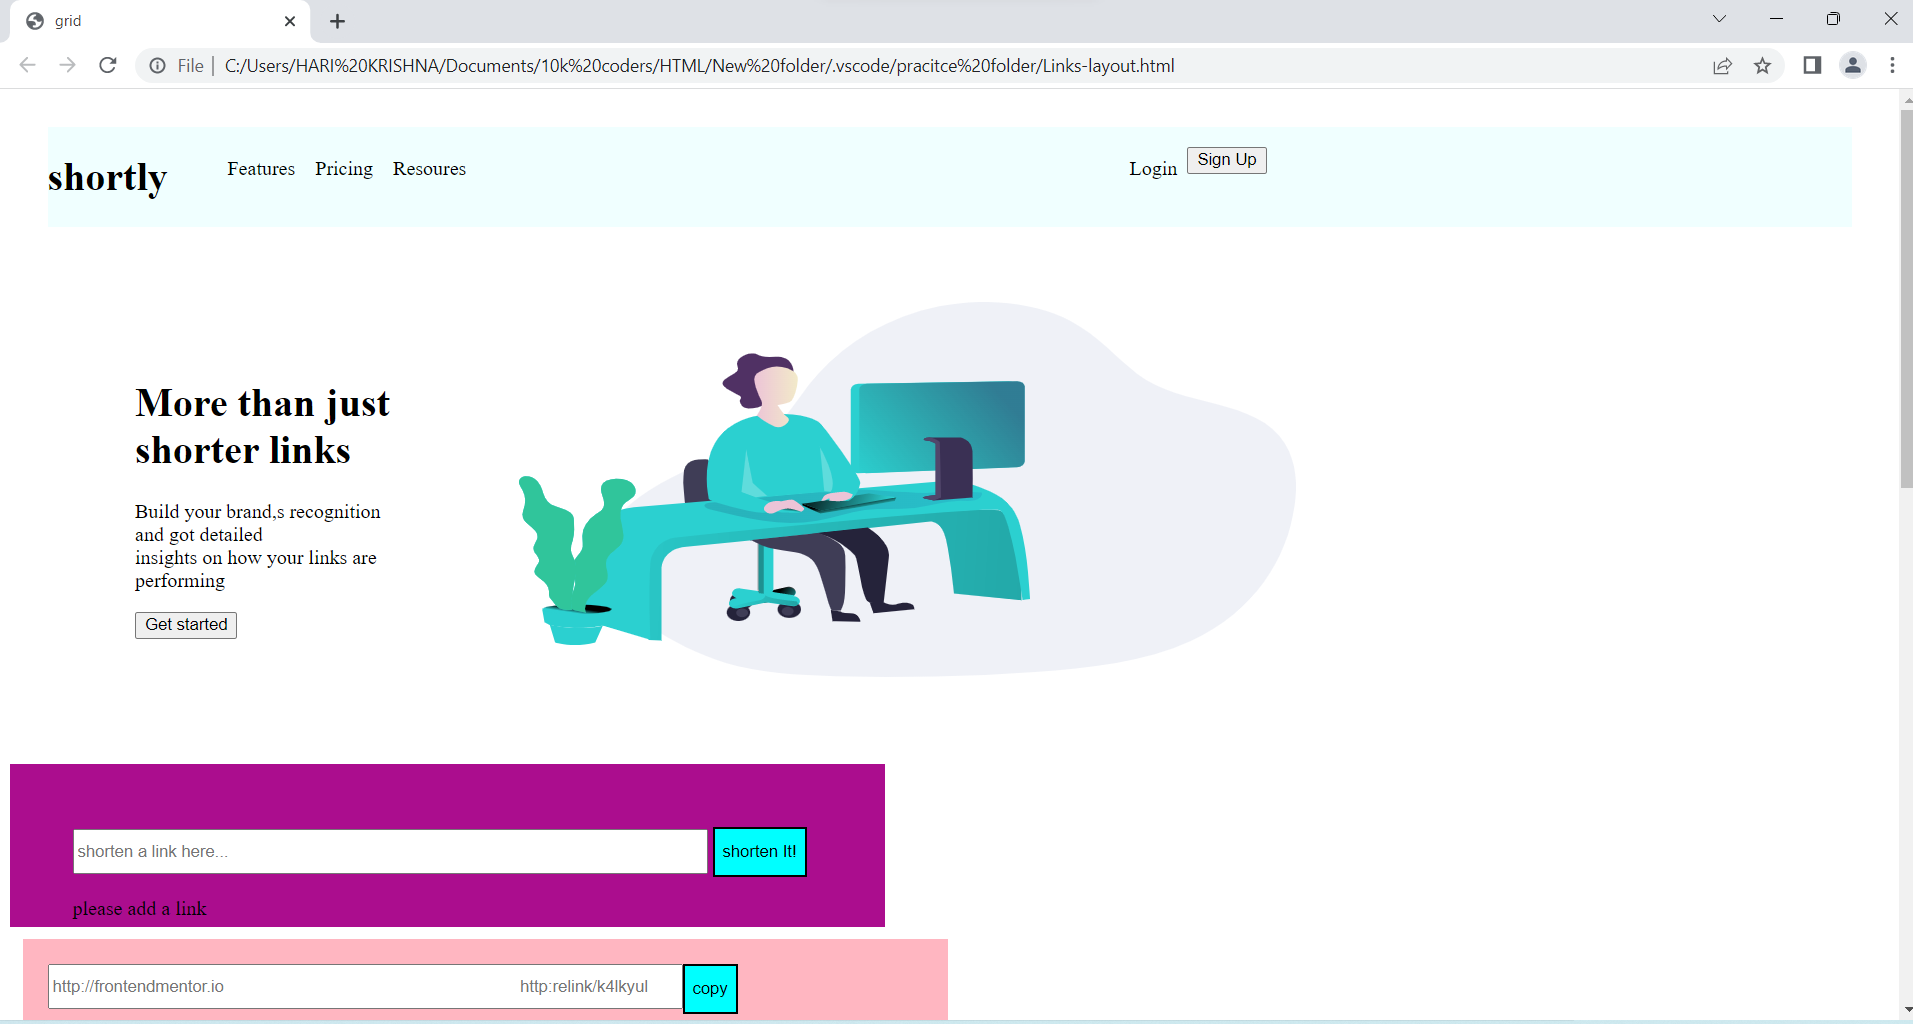 grid
File | C:/Users/HARI%20KRISHNA/Documents/10k%20coders/HTML/New%20folder/.vscode/pracitce%20folder/Links-layout.html
shortly Features Pricing Resoures Login Sign Up
More than just
shorter links
Build your brand,s recognition
and got detailed
insights on how your links are
performing
Get started
shorten a link here... shorten It!
please add a link
http://frontendmentor.io http:relink/k4lkyul copy